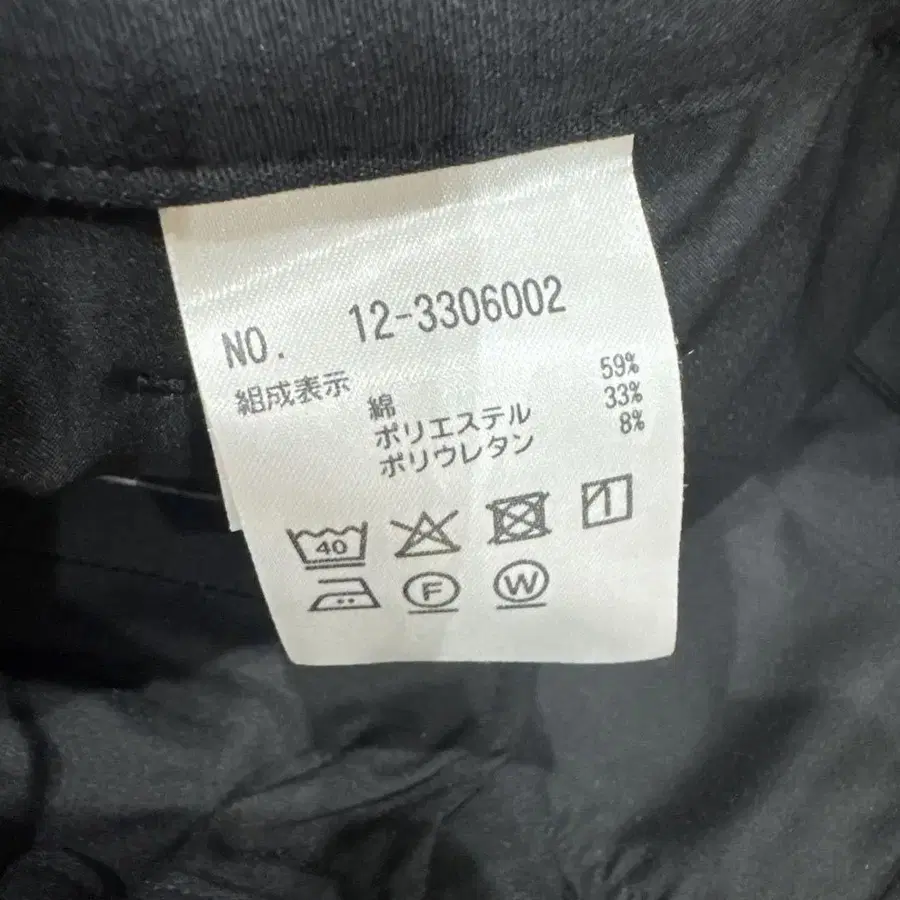 NO. 12-3306002
組成表示
綿 59%
ポリエステル 33%
ポリウレタン 8%
40
F W